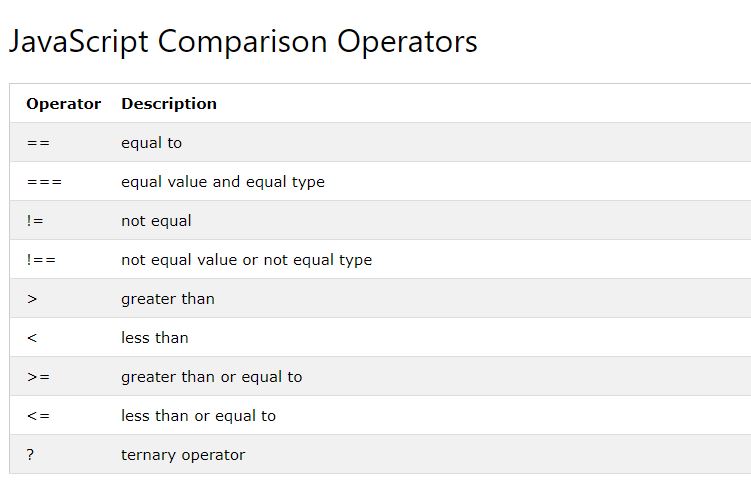 JavaScript Comparison Operators
Operator Description
== equal to
=== equal value and equal type
!= not equal
!== not equal value or not equal type
> greater than
< less than
>= greater than or equal to
<= less than or equal to
? ternary operator